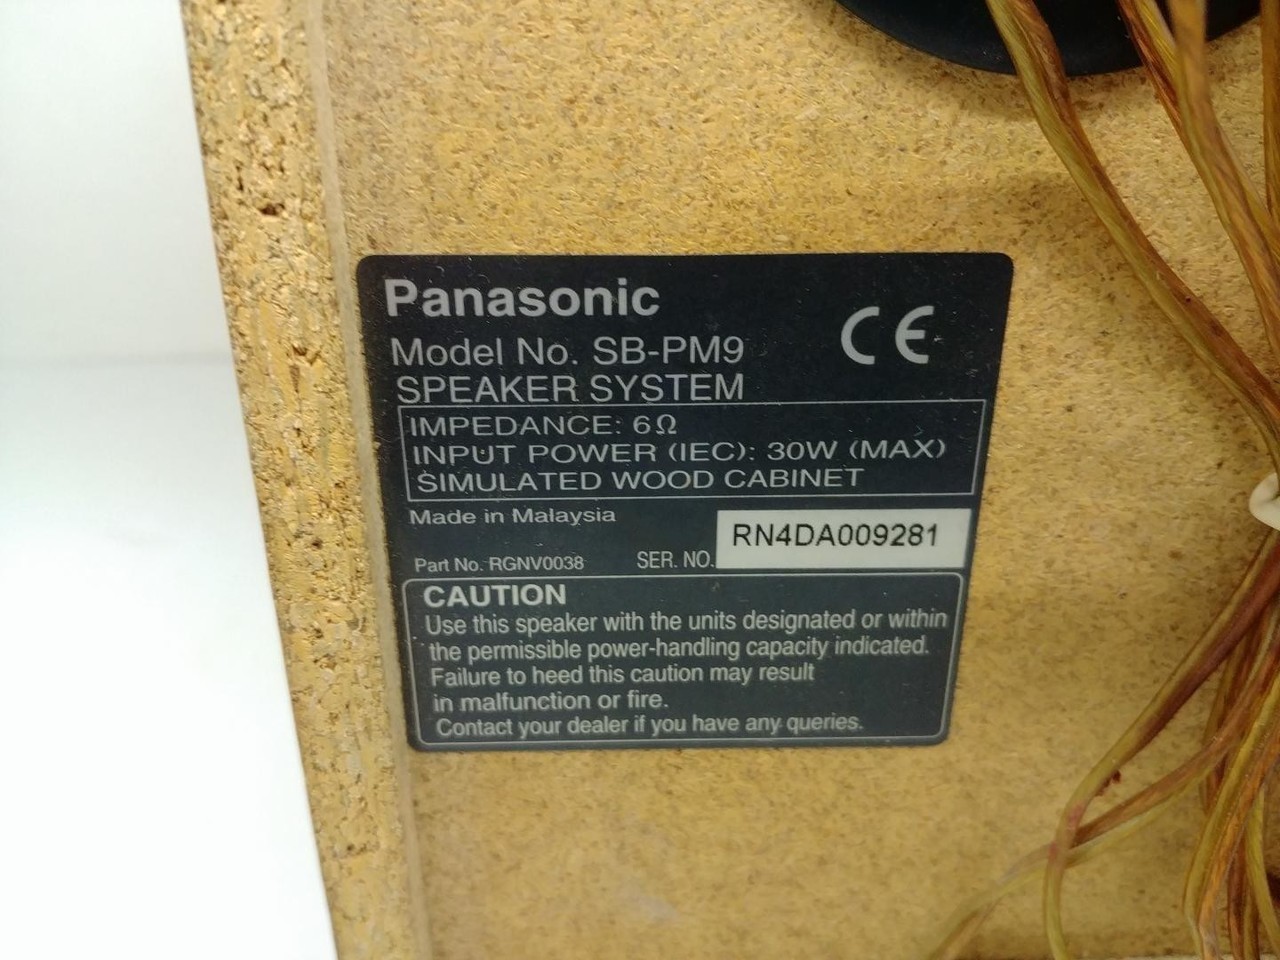 Panasonic
CE
Model No. SB-PM9
SPEAKER SYSTEM
IMPEDANCE: 6Ω
INPUT POWER (IEC): 30W (MAX)
SIMULATED WOOD CABINET
Made in Malaysia
Part No. RGNV0038 SER. NO. RN4DA009281
CAUTION
Use this speaker with the units designated or within
the permissible power-handling capacity indicated.
Failure to heed this caution may result
in malfunction or fire.
Contact your dealer if you have any queries.